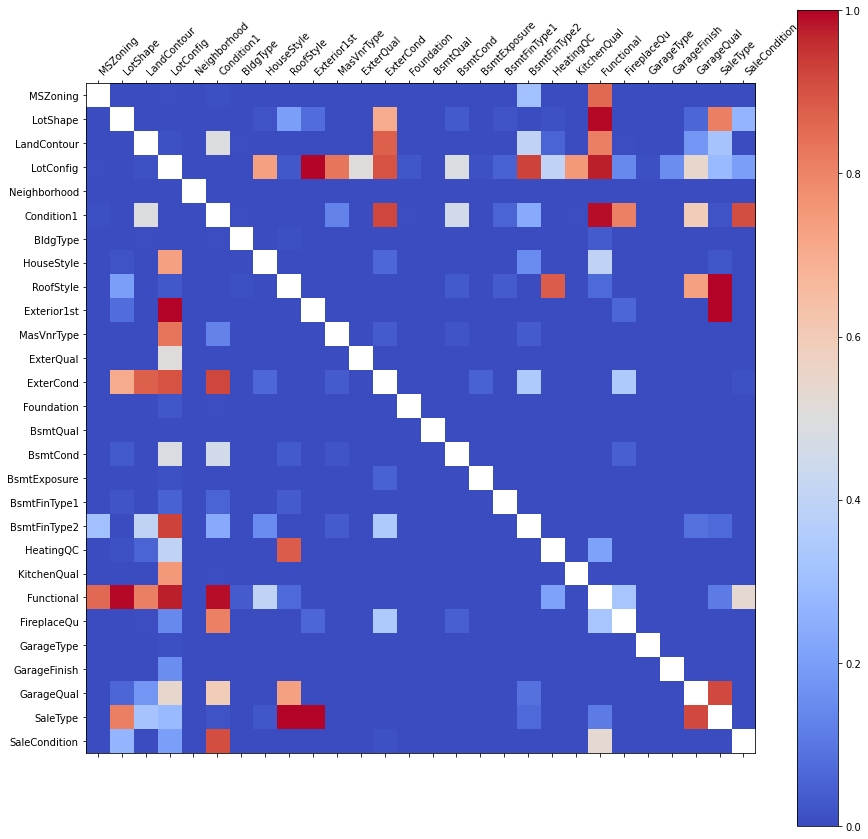 MSZoning
LotShape
LandContour
LotConfig
Neighborhood
Condition1
BldgType
HouseStyle
RoofStyle
Exterior1st
MasVnrType
ExterQual
ExterCond
Foundation
BsmtQual
BsmtCond
BsmtExposure
BsmtFinType1
BsmtFinType2
HeatingQC
KitchenQual
Functional
FireplaceQu
GarageType
GarageFinish
GarageQual
SaleType
SaleCondition
MSZoning
LotShape
LandContour
LotConfig
Neighborhood
Condition1
BldgType
HouseStyle
RoofStyle
Exterior1st
MasVnrType
ExterQual
ExterCond
Foundation
BsmtQual
BsmtCond
BsmtExposure
BsmtFinType1
BsmtFinType2
HeatingQC
KitchenQual
Functional
FireplaceQu
GarageType
GarageFinish
GarageQual
SaleType
SaleCondition
1.0
0.8
0.6
0.4
0.2
0.0